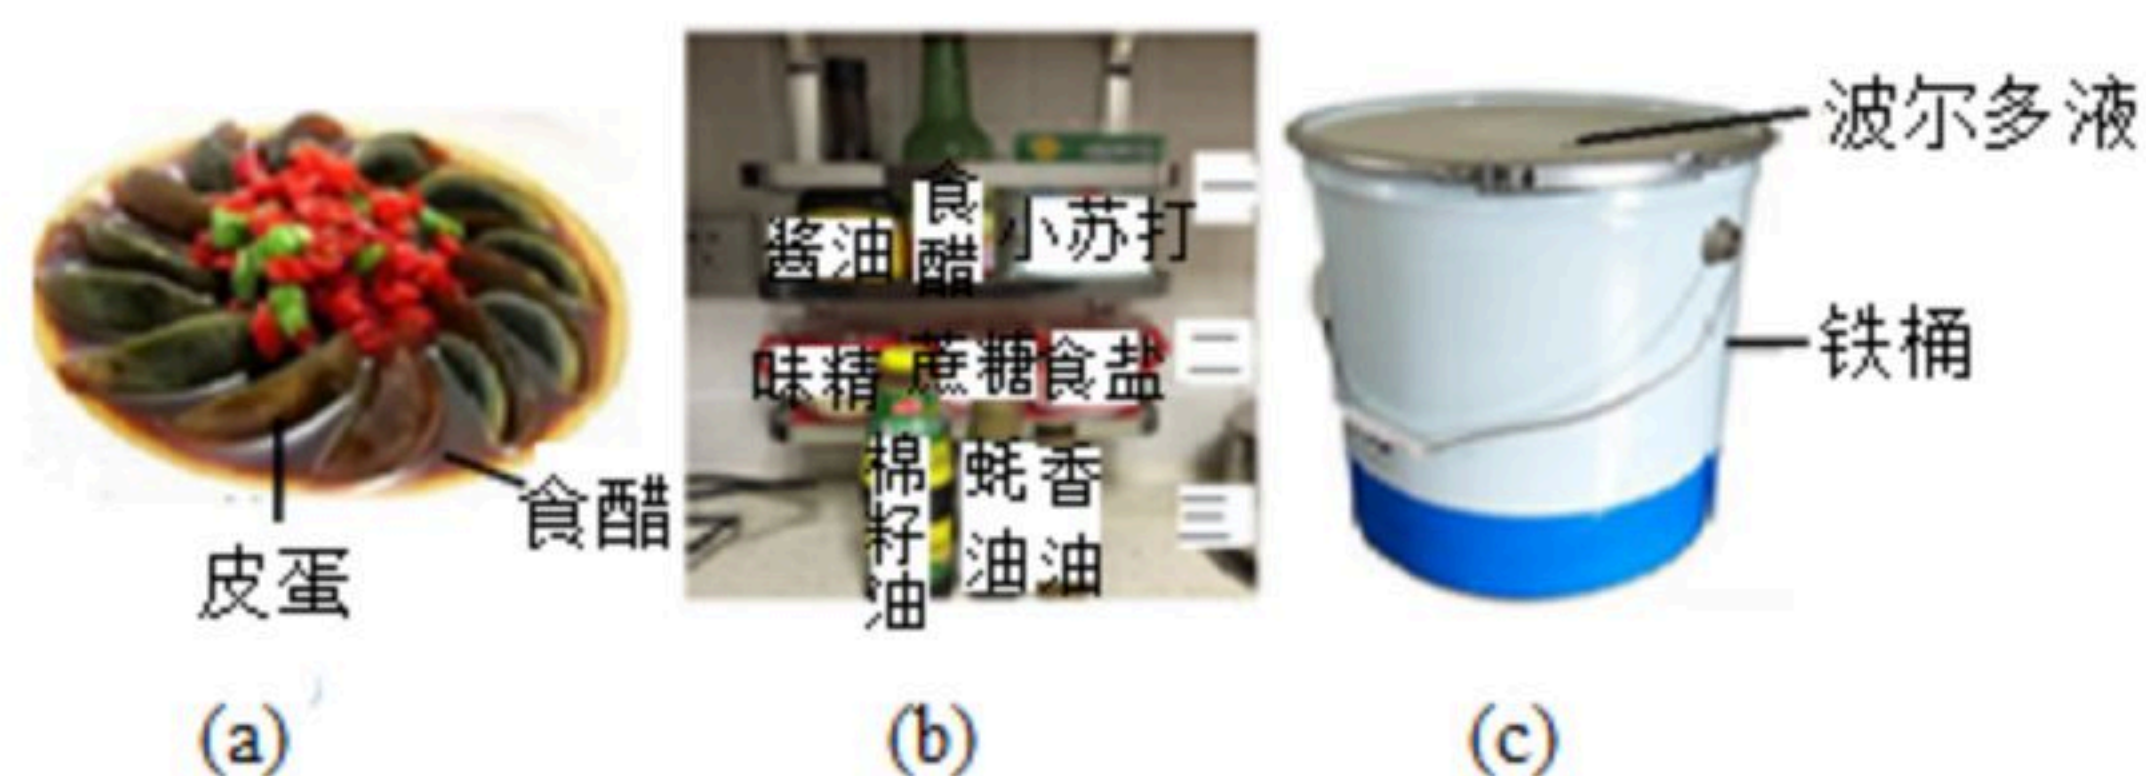 皮蛋
食醋
(a)
酱油
食醋
小苏打
一
味精
蔗糖
食盐
二
棉籽油
蚝油
香油
三
(b)
波尔多液
铁桶
(c)